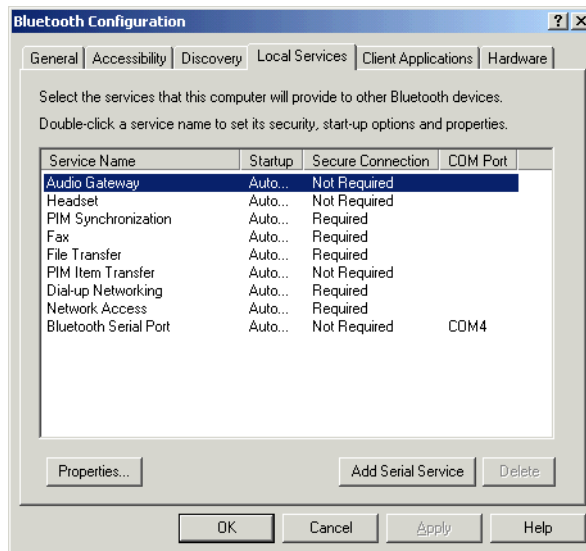 Bluetooth Configuration
General Accessibility Discovery Local Services Client Applications Hardware
Select the services that this computer will provide to other Bluetooth devices.
Double-click a service name to set its security, start-up options and properties.
Service Name Startup Secure Connection COM Port
Audio Gateway Auto... Not Required
Headset Auto... Not Required
PIM Synchronization Auto... Required
Fax Auto... Required
File Transfer Auto... Required
PIM Item Transfer Auto... Not Required
Dial-up Networking Auto... Required
Network Access Auto... Required
Bluetooth Serial Port Auto... Not Required COM4
Properties... Add Serial Service Delete
OK Cancel Apply Help